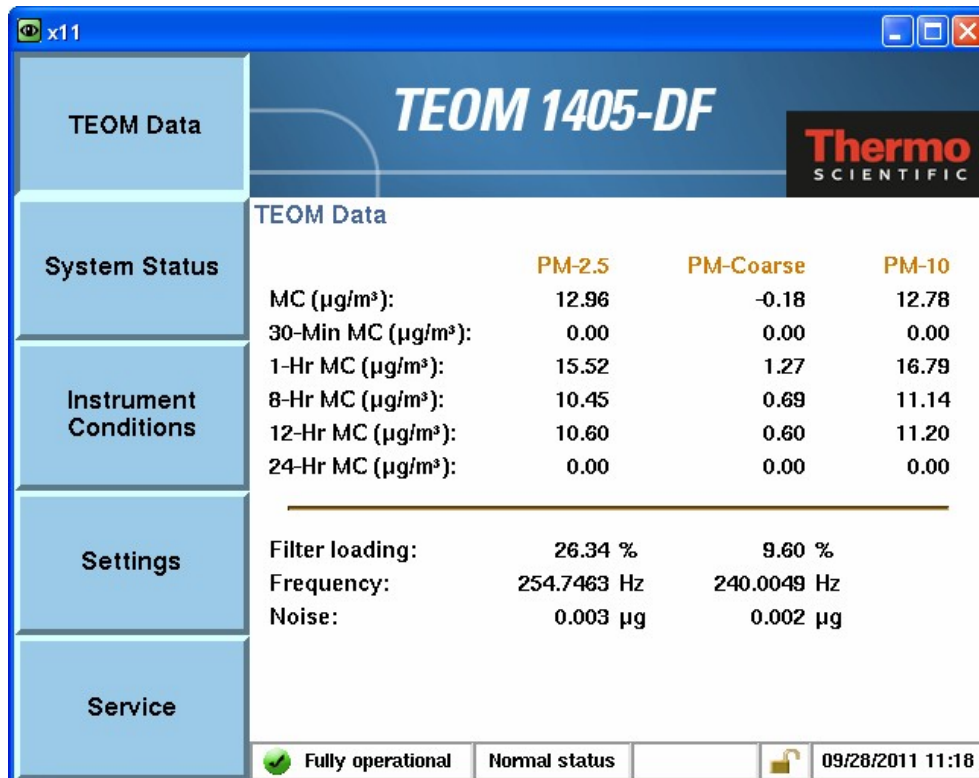 x11
TEOM 1405-DF
Thermo
SCIENTIFIC
TEOM Data
System Status
Instrument
Conditions
Settings
Service
TEOM Data
PM-2.5 PM-Coarse PM-10
MC (µg/m³): 12.96 -0.18 12.78
30-Min MC (µg/m³): 0.00 0.00 0.00
1-Hr MC (µg/m³): 15.52 1.27 16.79
8-Hr MC (µg/m³): 10.45 0.69 11.14
12-Hr MC (µg/m³): 10.60 0.60 11.20
24-Hr MC (µg/m³): 0.00 0.00 0.00
Filter loading: 26.34 % 9.60 %
Frequency: 254.7463 Hz 240.0049 Hz
Noise: 0.003 µg 0.002 µg
Fully operational Normal status 09/28/2011 11:18